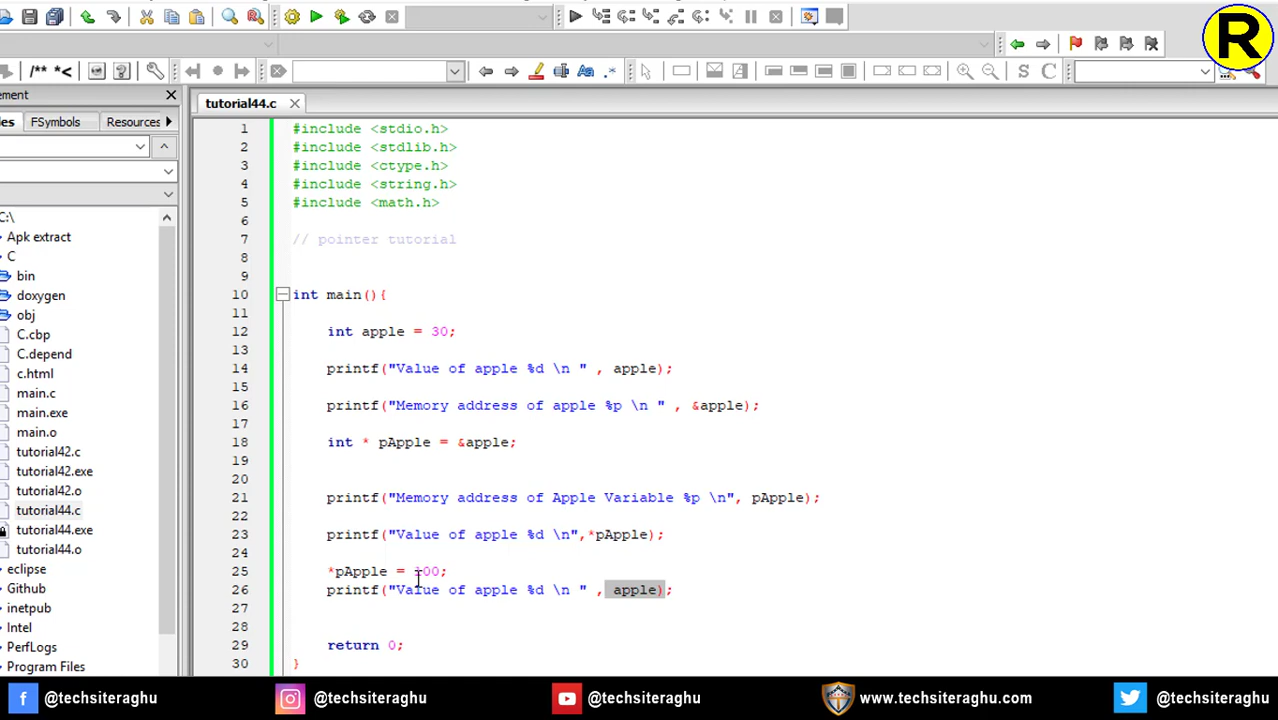 R
/** *<
ement
tutorial44.c
les FSymbols Resources
C:\
Apk extract
C
bin
doxygen
obj
C.cbp
C.depend
c.html
main.c
main.exe
main.o
tutorial42.c
tutorial42.exe
tutorial42.o
tutorial44.c
tutorial44.exe
tutorial44.o
eclipse
Github
inetpub
Intel
PerfLogs
Program Files
1 #include <stdio.h>
2 #include <stdlib.h>
3 #include <ctype.h>
4 #include <string.h>
5 #include <math.h>
6
7 // pointer tutorial
8
9
10 int main(){
11
12 int apple = 30;
13
14 printf("Value of apple %d \n " , apple);
15
16 printf("Memory address of apple %p \n " , &apple);
17
18 int * pApple = &apple;
19
20
21 printf("Memory address of Apple Variable %p \n", pApple);
22
23 printf("Value of apple %d \n",*pApple);
24
25 *pApple = 100;
26 printf("Value of apple %d \n " , apple);
27
28
29 return 0;
30 }
@techsiteraghu @techsiteraghu @techsiteraghu www.techsiteraghu.com @techsiteraghu